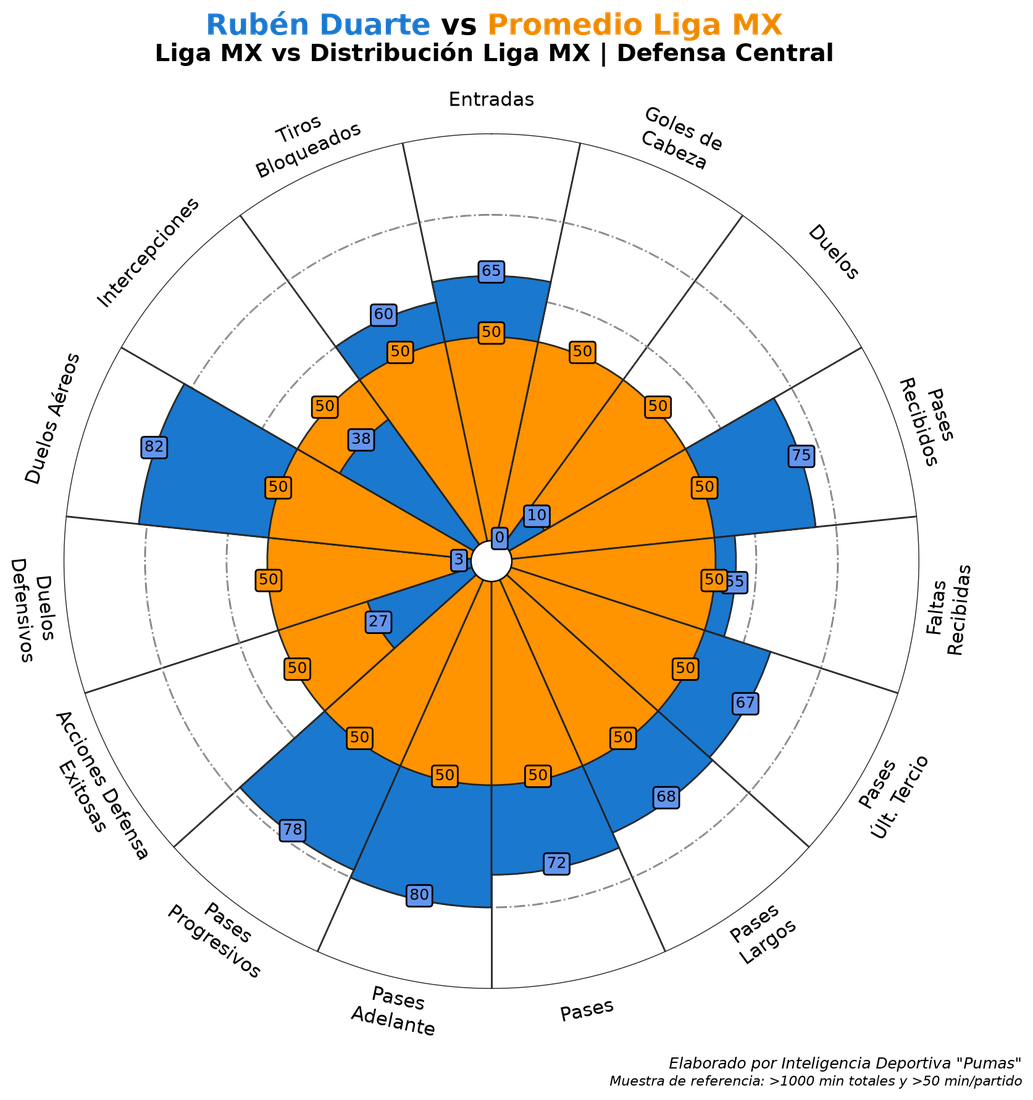 Rubén Duarte vs Promedio Liga MX
Liga MX vs Distribución Liga MX | Defensa Central
Entradas
Goles de
Cabeza
Duelos
Pases
Recibidos
Faltas
Recibidas
Pases
Últ. Tercio
Pases
Largos
Pases
Pases
Adelante
Pases
Progresivos
Acciones Defensa
Exitosas
Duelos
Defensivos
Duelos Aéreos
Intercepciones
Tiros
Bloqueados
65
50
0
50
10
50
75
50
55
50
67
50
68
50
72
50
80
50
78
50
27
50
3
50
82
50
38
50
60
50
Elaborado por Inteligencia Deportiva "Pumas"
Muestra de referencia: >1000 min totales y >50 min/partido